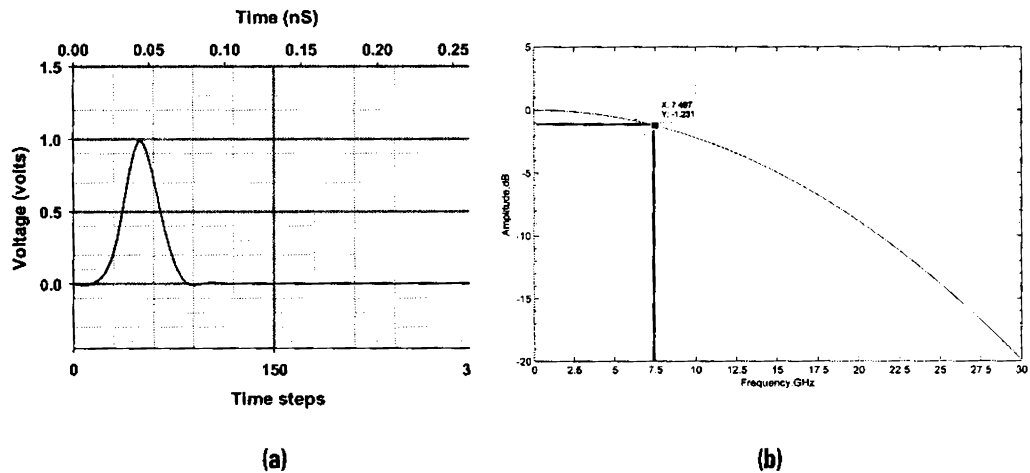 Time (nS)
0.00 0.05 0.10 0.15 0.20 0.25
1.5
1.0
0.5
0.0
Voltage (volts)
0 150 3
Time steps
(a)
5
0
-5
-10
-15
-20
Amplitude,dB
X: 7.487
Y: -1.231
0 2.5 5 7.5 10 12.5 15 17.5 20 22.5 25 27.5 30
Frequency.GHz
(b)